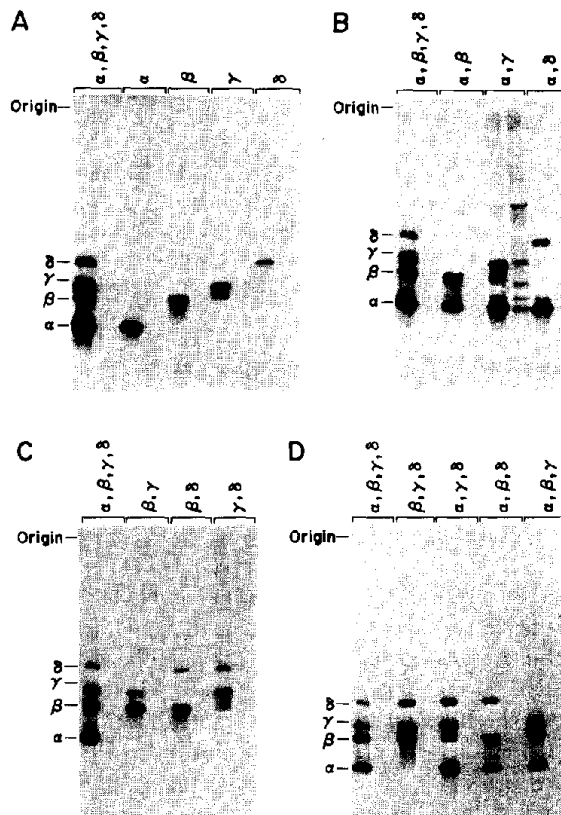 A
α, β, γ, δ
α
β
γ
δ
Origin
δ
γ
β
α
B
α, β, γ, δ
α, β
α, γ
α, δ
Origin
δ
γ
β
α
C
α, β, γ, δ
β, γ
β, δ
γ, δ
Origin
δ
γ
β
α
D
α, β, γ, δ
β, γ, δ
α, γ, δ
α, β, δ
α, β, γ
Origin
δ
γ
β
α